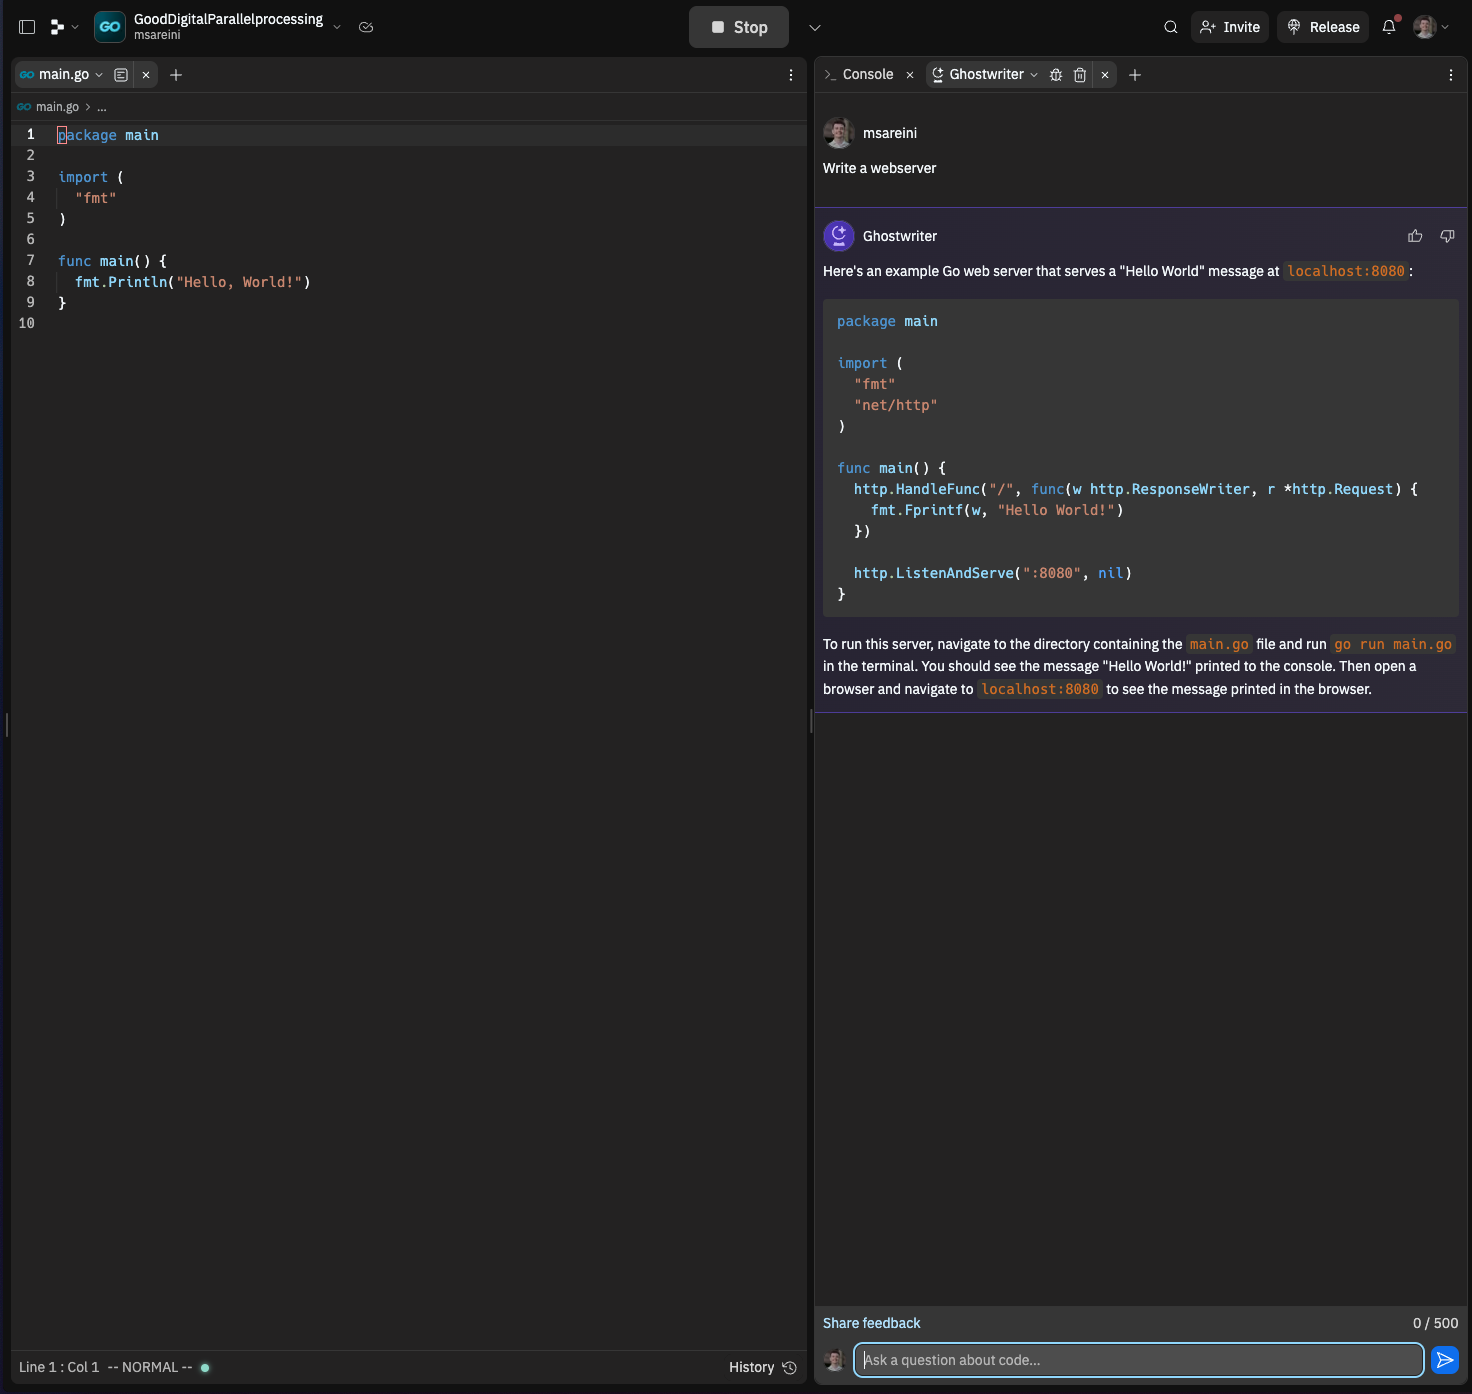 GO
GoodDigitalParallelprocessing
msareini
Stop
Invite
Release
GO main.go
GO main.go > ...
1 package main
2
3 import (
4 "fmt"
5 )
6
7 func main() {
8 fmt.Println("Hello, World!")
9 }
10
Line 1 : Col 1 -- NORMAL --
History
>_ Console
Ghostwriter
msareini
Write a webserver
Ghostwriter
Here's an example Go web server that serves a "Hello World" message at localhost:8080 :
package main
import (
"fmt"
"net/http"
)
func main() {
http.HandleFunc("/", func(w http.ResponseWriter, r *http.Request) {
fmt.Fprintf(w, "Hello World!")
})
http.ListenAndServe(":8080", nil)
}
To run this server, navigate to the directory containing the main.go file and run go run main.go
in the terminal. You should see the message "Hello World!" printed to the console. Then open a
browser and navigate to localhost:8080 to see the message printed in the browser.
Share feedback
0 / 500
Ask a question about code...